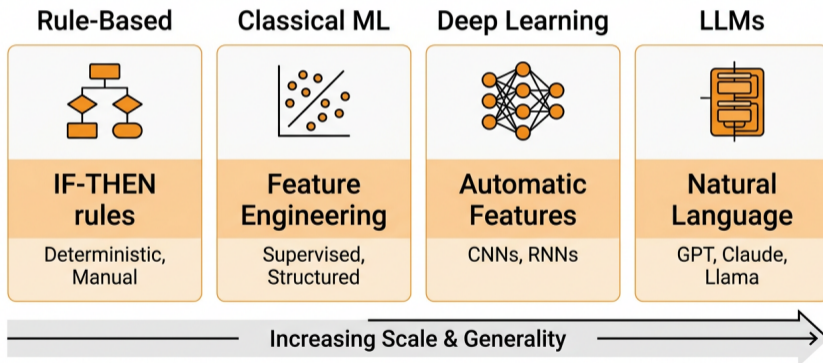 Rule-Based
IF-THEN
rules
Deterministic,
Manual
Classical ML
Feature
Engineering
Supervised,
Structured
Deep Learning
Automatic
Features
CNNs, RNNs
LLMs
Natural
Language
GPT, Claude,
Llama
Increasing Scale & Generality